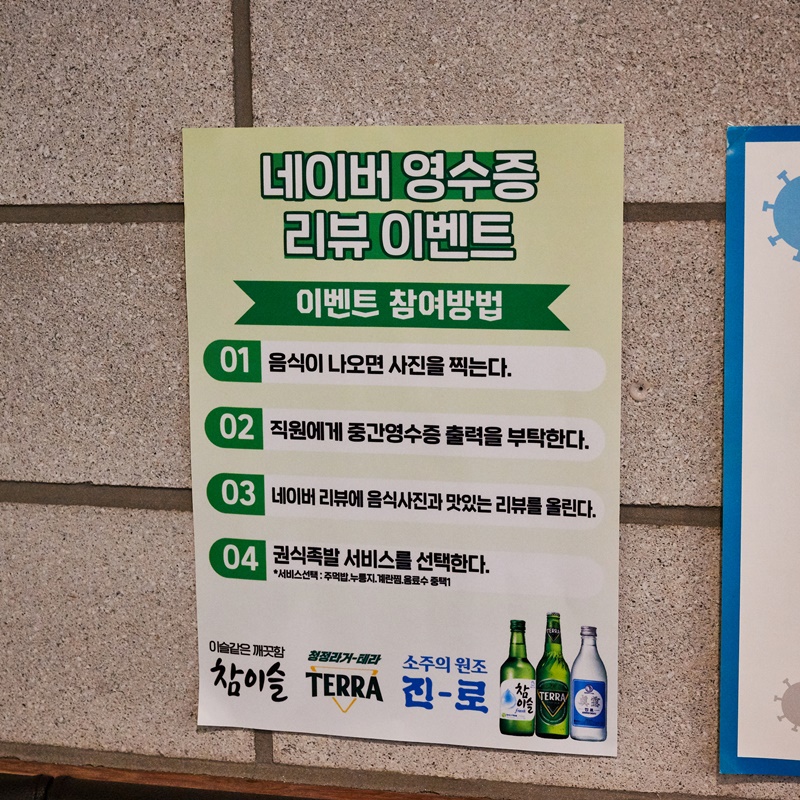 네이버 영수증
리뷰 이벤트
이벤트 참여방법
01 음식이 나오면 사진을 찍는다.
02 직원에게 중간영수증 출력을 부탁한다.
03 네이버 리뷰에 음식사진과 맛있는 리뷰를 올린다.
04 권식족발 서비스를 선택한다.
*서비스선택 : 주먹밥.누룽지.계란찜.음료수 중택1
이슬같은 깨끗함
참이슬
청정라거-테라
TERRA
소주의 원조
진-로
참이슬
fresh
TERRA
TERRA